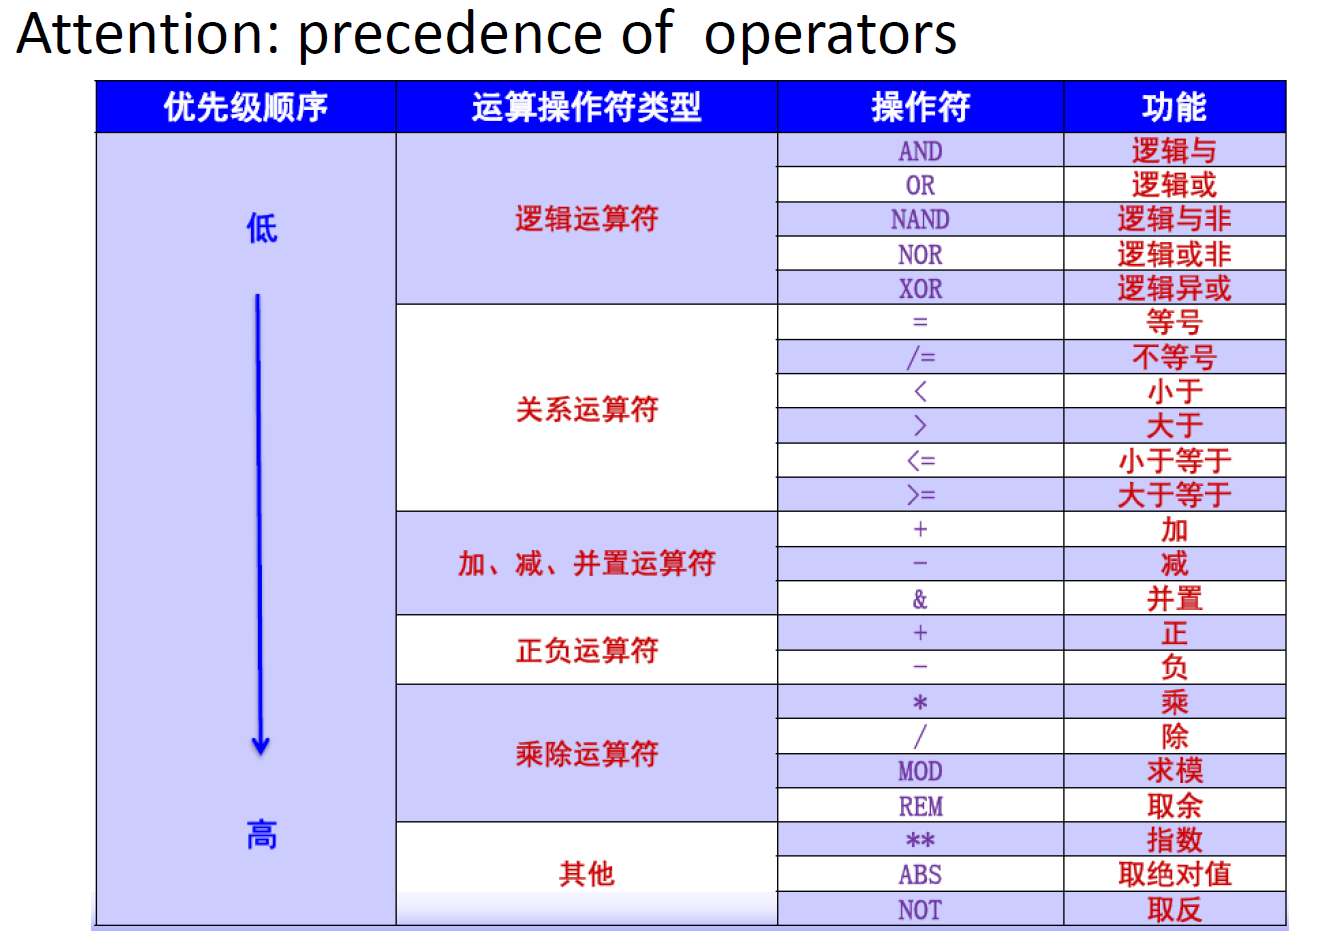 Attention: precedence of operators
优先级顺序 运算操作符类型 操作符 功能
低
高
逻辑运算符
AND 逻辑与
OR 逻辑或
NAND 逻辑与非
NOR 逻辑或非
XOR 逻辑异或
关系运算符
= 等号
/= 不等号
< 小于
> 大于
<= 小于等于
>= 大于等于
加、减、并置运算符
+ 加
- 减
& 并置
正负运算符
+ 正
- 负
乘除运算符
* 乘
/ 除
MOD 求模
REM 取余
其他
** 指数
ABS 取绝对值
NOT 取反